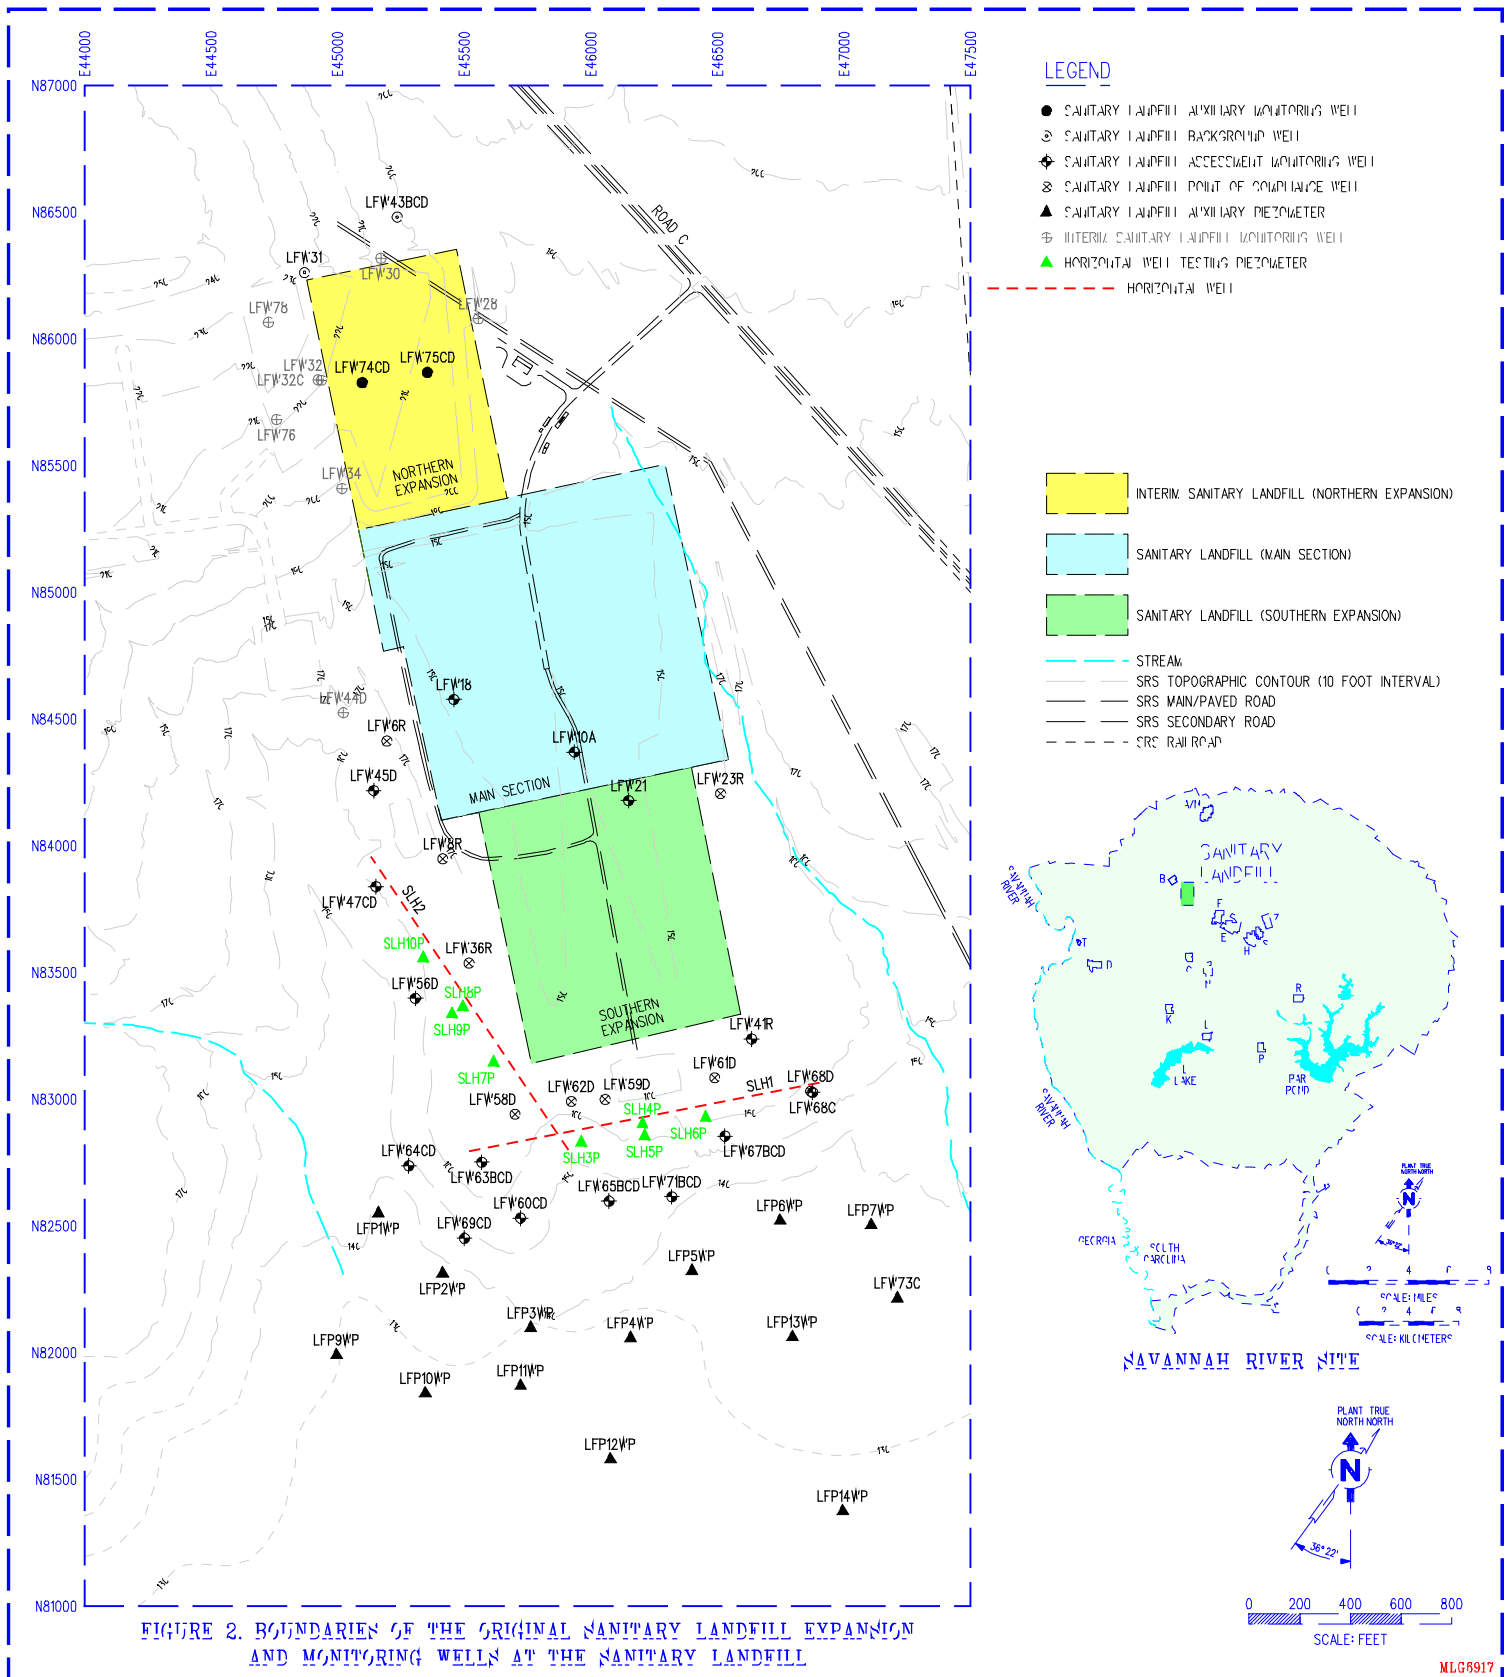 E44000
E44500
E45000
E45500
E46000
E46500
E47000
E47500
N87000
N86500
N86000
N85500
N85000
N84500
N84000
N83500
N83000
N82500
N82000
N81500
N81000
LEGEND
SANITARY LANDFILL AUXILIARY MONITORING WELL
SANITARY LANDFILL BACKGROUND WELL
SANITARY LANDFILL ASSESSMENT MONITORING WELL
SANITARY LANDFILL POINT OF COMPLIANCE WELL
SANITARY LANDFILL AUXILIARY PIEZOMETER
INTERIM SANITARY LANDFILL MONITORING WELL
HORIZONTAL WELL TESTING PIEZOMETER
HORIZONTAL WELL
INTERIM SANITARY LANDFILL (NORTHERN EXPANSION)
SANITARY LANDFILL (MAIN SECTION)
SANITARY LANDFILL (SOUTHERN EXPANSION)
STREAM
SRS TOPOGRAPHIC CONTOUR (10 FOOT INTERVAL)
SRS MAIN/PAVED ROAD
SRS SECONDARY ROAD
SRS RAILROAD
LFW43BCD
ROAD C
LFW31
LFW30
LFW78
LFW28
LFW32
LFW32C
LFW74CD
LFW75CD
LFW76
LFW34
NORTHERN
EXPANSION
LFW44D
LFW18
LFW6R
LFW10A
LFW45D
MAIN SECTION
LFW21
LFW23R
LFW8R
LFW47CD
SLH2
SLH10P
LFW36R
LFW56D
SLH8P
SLH9P
SOUTHERN
EXPANSION
LFW41R
SLH7P
LFW61D
LFW62D
LFW59D
SLH1
LFW68D
LFW58D
SLH4P
LFW68C
SLH6P
SLH3P
SLH5P
LFW67BCD
LFW64CD
LFW63BCD
LFW65BCD
LFW71BCD
LFW60CD
LFW69CD
LFP1WP
LFP6WP
LFP7WP
LFP2WP
LFP5WP
LFW73C
LFP3WP
LFP4WP
LFP13WP
LFP9WP
LFP10WP
LFP11WP
LFP12WP
LFP14WP
SANITARY
LANDFILL
SAVANNAH
RIVER
B
F
E
H
S
Z
T
D
C
N
R
K
L
P
L
LAKE
PAR
POND
SAVANNAH
RIVER
GEORGIA
SOUTH
CAROLINA
PLANT TRUE
NORTH NORTH
N
SCALE: MILES
SCALE: KILOMETERS
SAVANNAH RIVER SITE
PLANT TRUE
NORTH NORTH
N
36°22'
0 200 400 600 800
SCALE: FEET
FIGURE 2. BOUNDARIES OF THE ORIGINAL SANITARY LANDFILL EXPANSION
AND MONITORING WELLS AT THE SANITARY LANDFILL
MLG6917